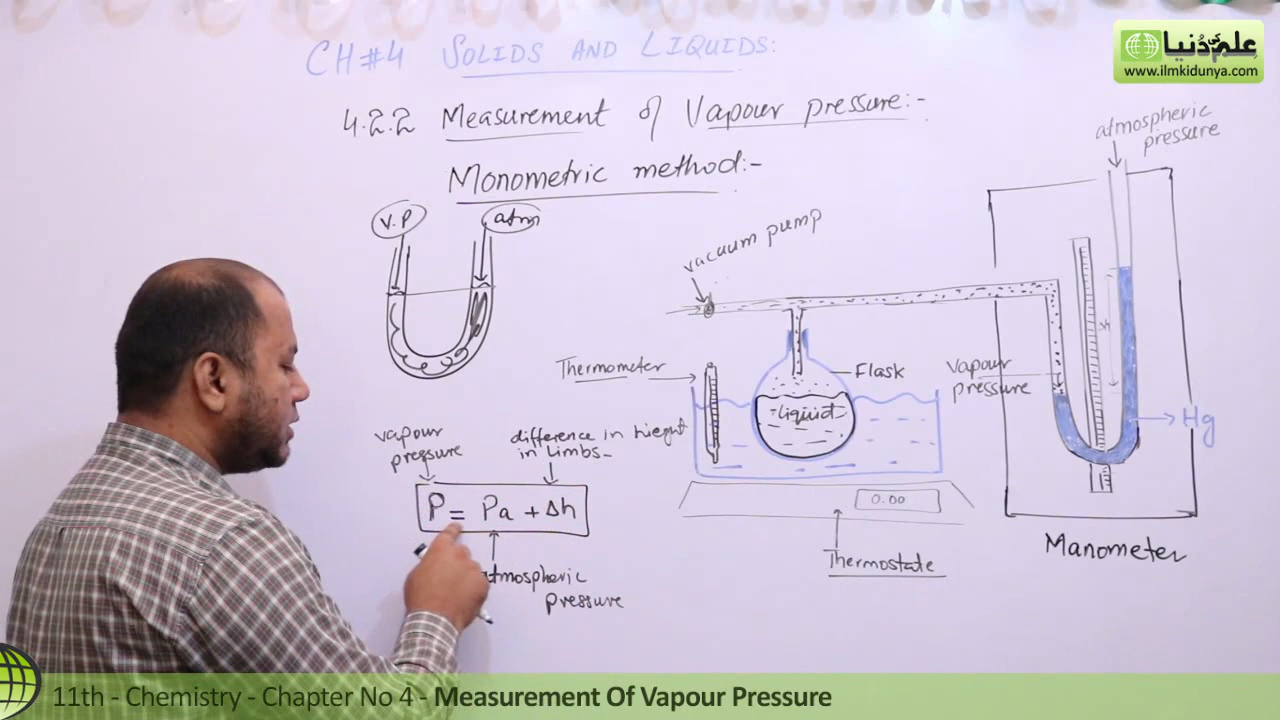 علم کی دُنیا
www.ilmkidunya.com
CH#4 SOLIDS AND LIQUIDS:
4.2.2 Measurement of Vapour pressure:-
Monometric method:-
V.P
atm
vacuum pump
atmospheric
pressure
Thermometer
Flask
Liquid
vapour
pressure
Hg
0.00
Thermostate
Manometer
vapour
pressure
difference in hieght
in limbs-
P = Pa + Δh
atmospheric
pressure
11th - Chemistry - Chapter No 4 - Measurement Of Vapour Pressure